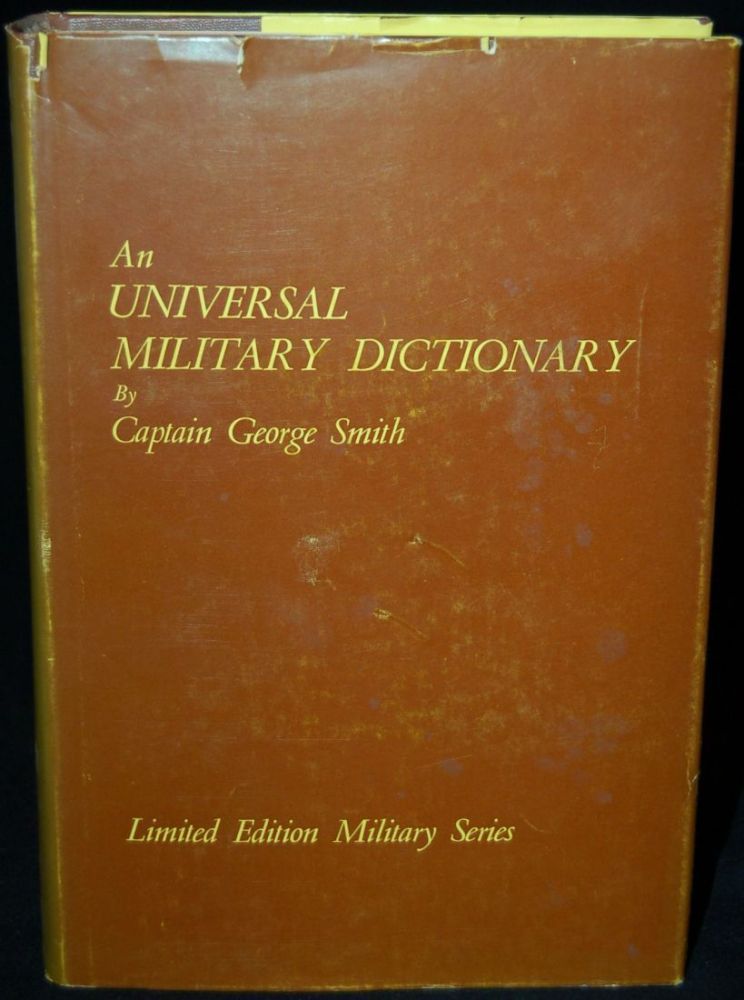 An
UNIVERSAL
MILITARY DICTIONARY
By
Captain George Smith
Limited Edition Military Series